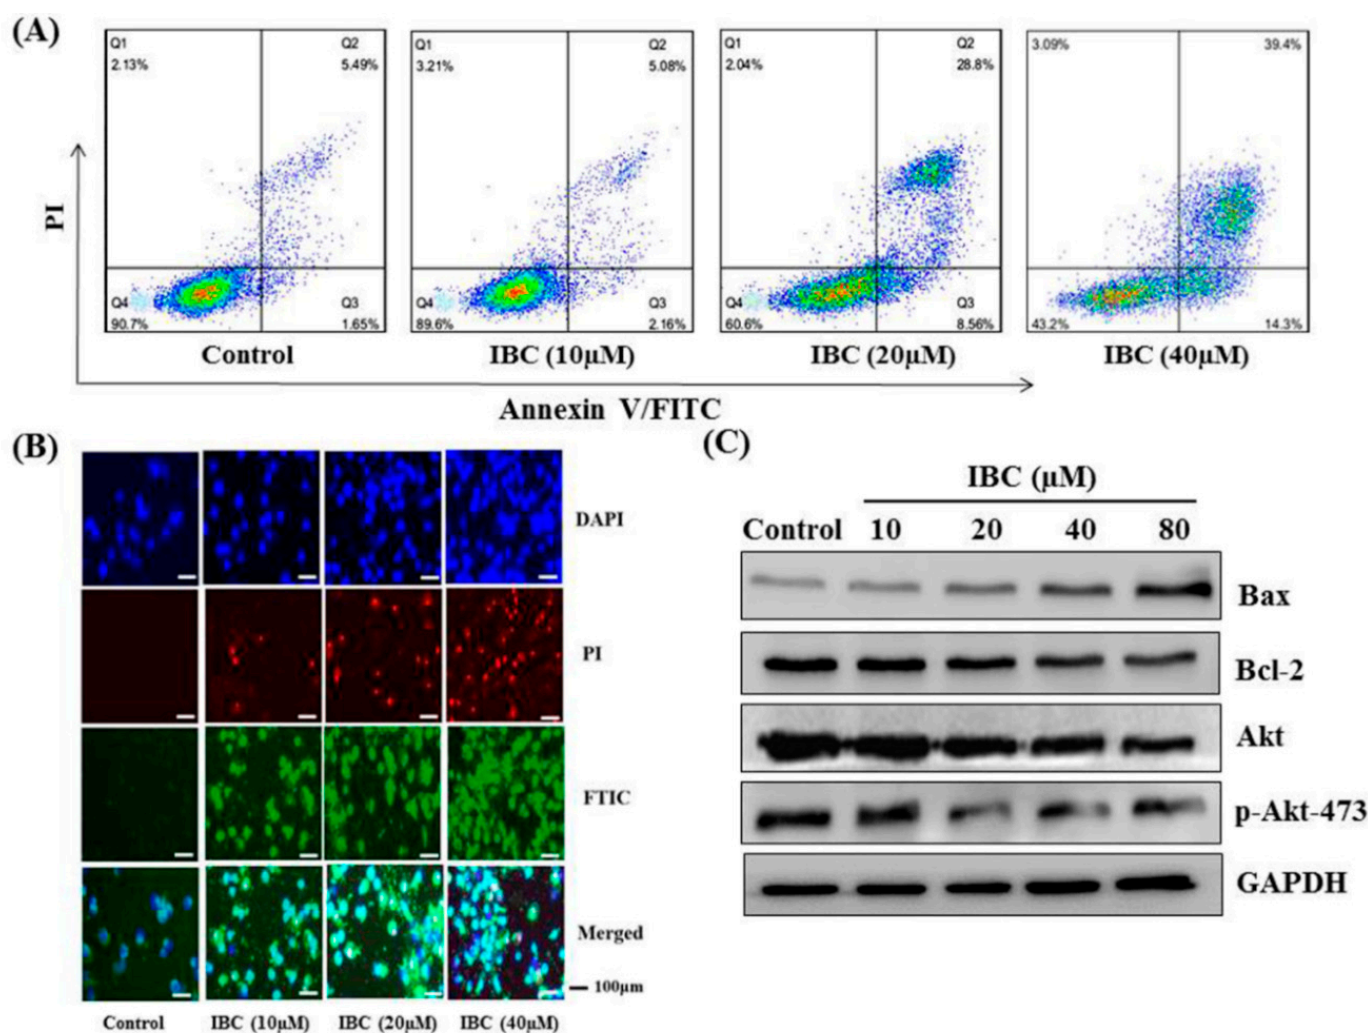 (A)
Q1 Q2
2.13% 5.49%
Q4 Q3
90.7% 1.65%
Control
Q1 Q2
3.21% 5.08%
Q4 Q3
89.6% 2.16%
IBC (10μM)
Q1 Q2
2.04% 28.8%
Q4 Q3
60.6% 8.56%
IBC (20μM)
3.09% 39.4%
43.2% 14.3%
IBC (40μM)
PI
Annexin V/FITC
(B)
DAPI
PI
FTIC
Merged
100μm
Control IBC (10μM) IBC (20μM) IBC (40μM)
(C)
IBC (μM)
Control 10 20 40 80
Bax
Bcl-2
Akt
p-Akt-473
GAPDH